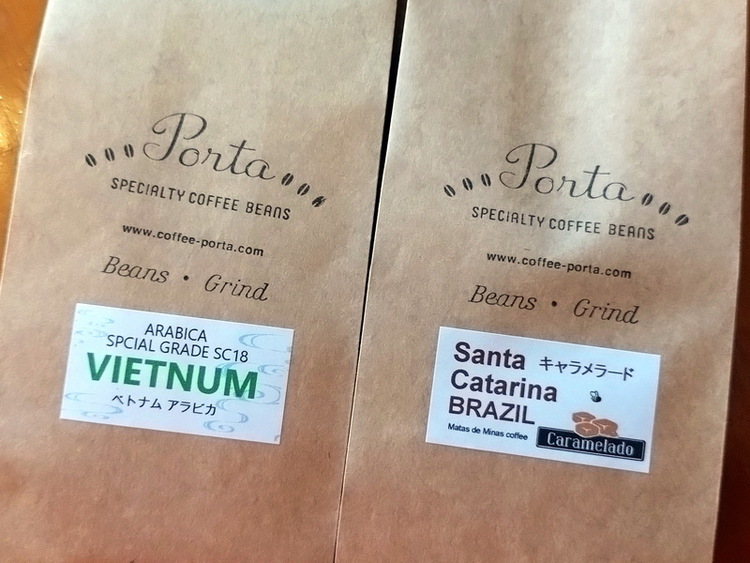 Porta
SPECIALTY COFFEE BEANS
www.coffee-porta.com
Beans • Grind
ARABICA
SPCIAL GRADE SC18
VIETNUM
ベトナム アラビカ
Porta
SPECIALTY COFFEE BEANS
www.coffee-porta.com
Beans • Grind
Santa キャラメラード
Catarina
BRAZIL
Matas de Minas coffee
Caramelado